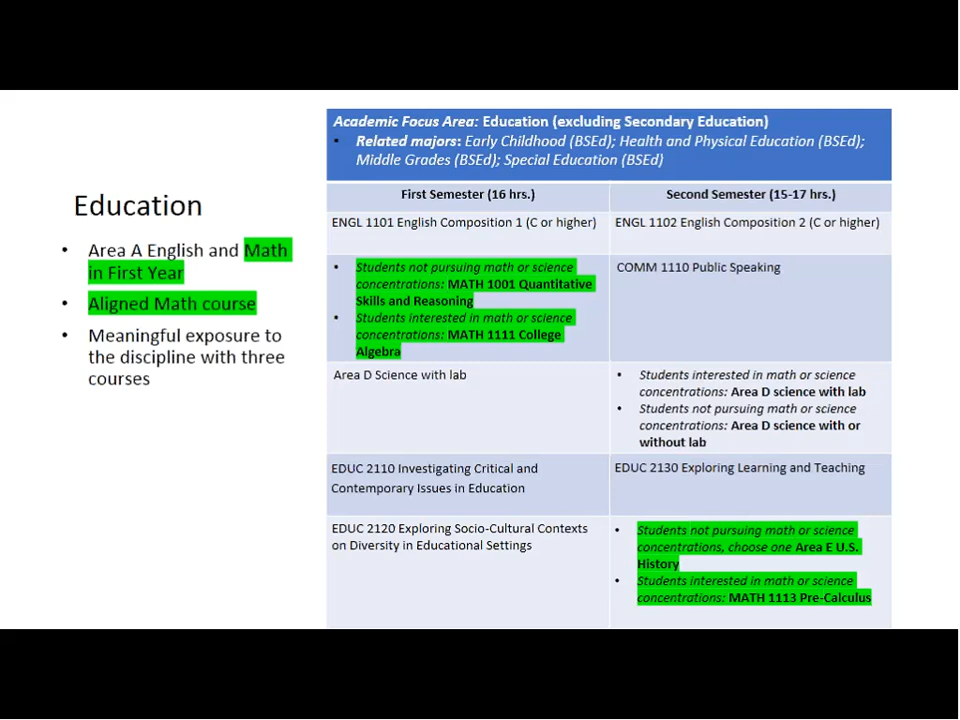 Education
• Area A English and Math
in First Year
• Aligned Math course
• Meaningful exposure to
the discipline with three
courses
Academic Focus Area: Education (excluding Secondary Education)
• Related majors: Early Childhood (BSEd); Health and Physical Education (BSEd);
Middle Grades (BSEd); Special Education (BSEd)
First Semester (16 hrs.)
Second Semester (15-17 hrs.)
ENGL 1101 English Composition 1 (C or higher)
ENGL 1102 English Composition 2 (C or higher)
• Students not pursuing math or science
concentrations: MATH 1001 Quantitative
Skills and Reasoning
• Students interested in math or science
concentrations: MATH 1111 College
Algebra
COMM 1110 Public Speaking
Area D Science with lab
• Students interested in math or science
concentrations: Area D science with lab
• Students not pursuing math or science
concentrations: Area D science with or
without lab
EDUC 2110 Investigating Critical and
Contemporary Issues in Education
EDUC 2130 Exploring Learning and Teaching
EDUC 2120 Exploring Socio-Cultural Contexts
on Diversity in Educational Settings
• Students not pursuing math or science
concentrations, choose one Area E U.S.
History
• Students interested in math or science
concentrations: MATH 1113 Pre-Calculus